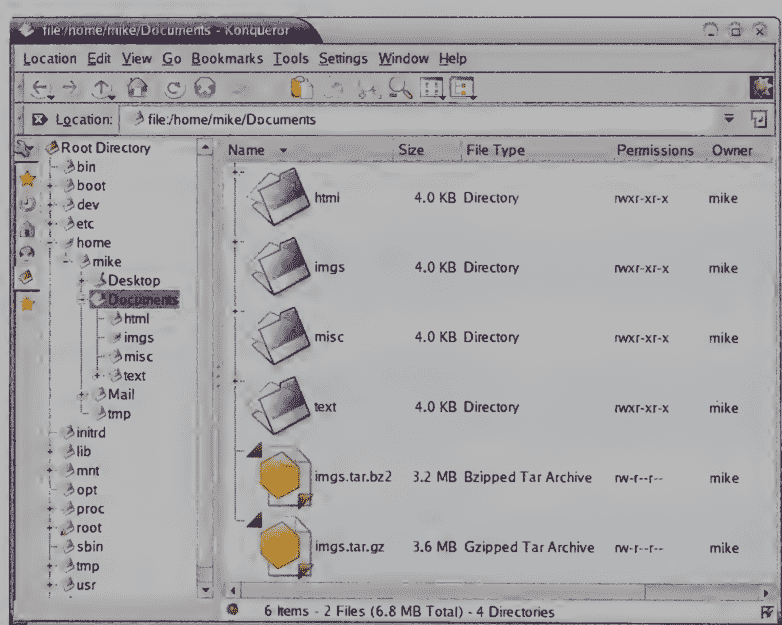 file:/home/mike/Documents - Konqueror
Location Edit View Go Bookmarks Tools Settings Window Help
Location: file:/home/mike/Documents
Root Directory
bin
boot
dev
etc
home
mike
Desktop
Documents
html
imgs
misc
text
Mail
tmp
initrd
lib
mnt
opt
proc
root
sbin
tmp
usr
Name Size File Type Permissions Owner
html 4.0 KB Directory rwxr-xr-x mike
imgs 4.0 KB Directory rwxr-xr-x mike
misc 4.0 KB Directory rwxr-xr-x mike
text 4.0 KB Directory rwxr-xr-x mike
imgs.tar.bz2 3.2 MB Bzipped Tar Archive rw-r--r-- mike
imgs.tar.gz 3.6 MB Gzipped Tar Archive rw-r--r-- mike
6 Items - 2 Files (6.8 MB Total) - 4 Directories